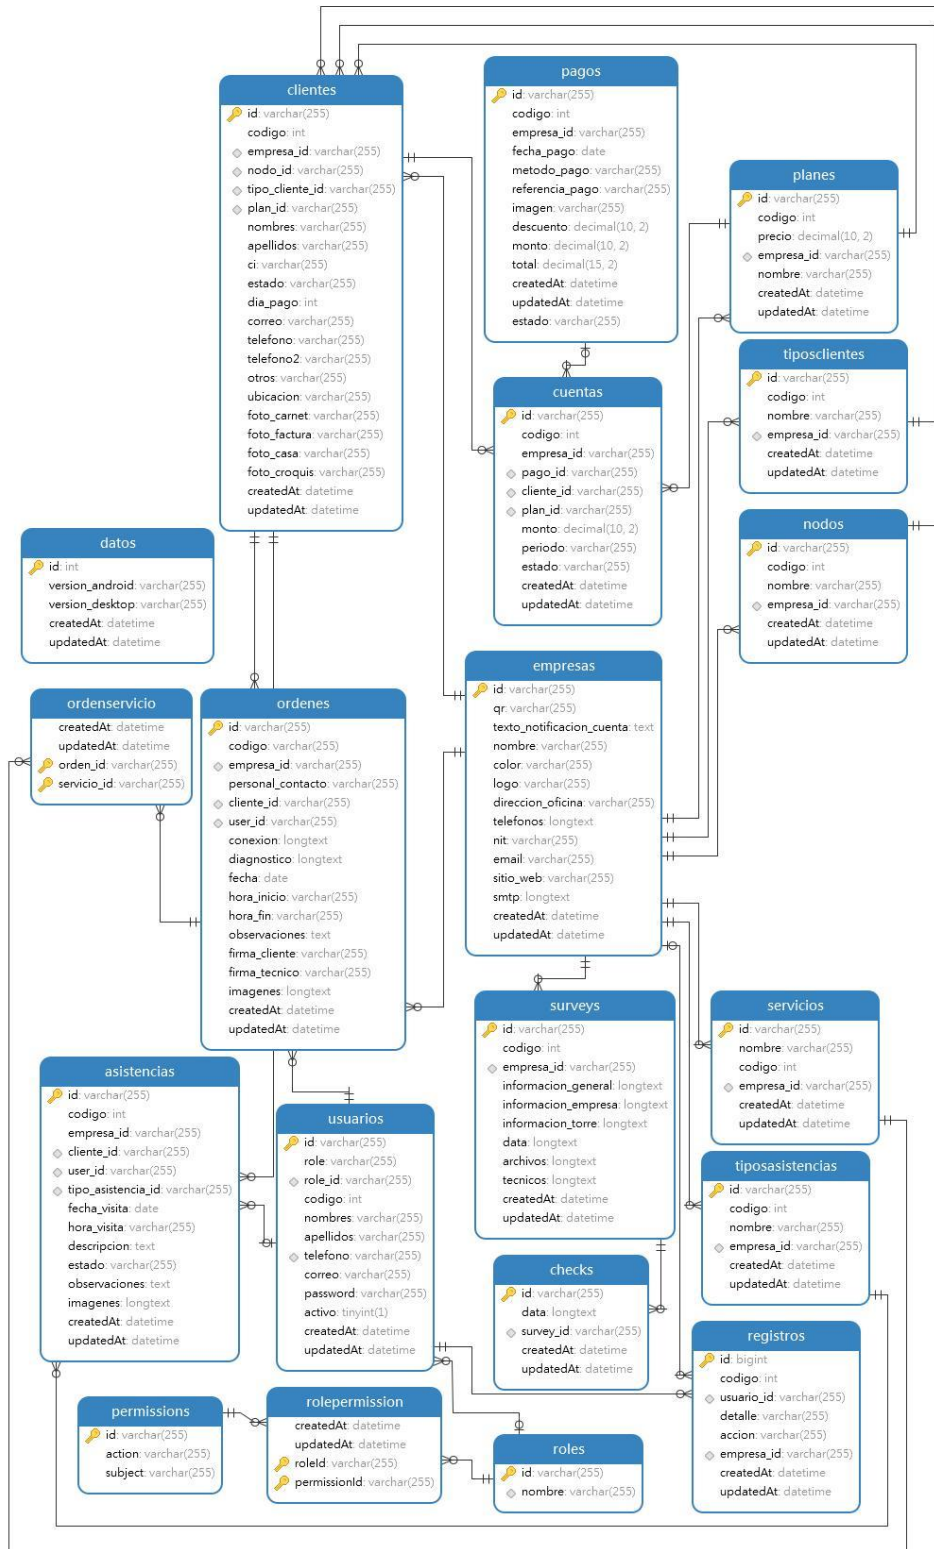 clientes
id: varchar(255)
codigo: int
empresa_id: varchar(255)
nodo_id: varchar(255)
tipo_cliente_id: varchar(255)
plan_id: varchar(255)
nombres: varchar(255)
apellidos: varchar(255)
ci: varchar(255)
estado: varchar(255)
dia_pago: int
correo: varchar(255)
telefono: varchar(255)
telefono2: varchar(255)
otros: varchar(255)
ubicacion: varchar(255)
foto_carnet: varchar(255)
foto_factura: varchar(255)
foto_casa: varchar(255)
foto_croquis: varchar(255)
createdAt: datetime
updatedAt: datetime
pagos
id: varchar(255)
codigo: int
empresa_id: varchar(255)
fecha_pago: date
metodo_pago: varchar(255)
referencia_pago: varchar(255)
imagen: varchar(255)
descuento: decimal(10, 2)
monto: decimal(10, 2)
total: decimal(15, 2)
createdAt: datetime
updatedAt: datetime
estado: varchar(255)
planes
id: varchar(255)
codigo: int
precio: decimal(10, 2)
empresa_id: varchar(255)
nombre: varchar(255)
createdAt: datetime
updatedAt: datetime
tiposclientes
id: varchar(255)
codigo: int
nombre: varchar(255)
empresa_id: varchar(255)
createdAt: datetime
updatedAt: datetime
cuentas
id: varchar(255)
codigo: int
empresa_id: varchar(255)
pago_id: varchar(255)
cliente_id: varchar(255)
plan_id: varchar(255)
monto: decimal(10, 2)
periodo: varchar(255)
estado: varchar(255)
createdAt: datetime
updatedAt: datetime
nodos
id: varchar(255)
codigo: int
nombre: varchar(255)
empresa_id: varchar(255)
createdAt: datetime
updatedAt: datetime
datos
id: int
version_android: varchar(255)
version_desktop: varchar(255)
createdAt: datetime
updatedAt: datetime
ordenservicio
createdAt: datetime
updatedAt: datetime
orden_id: varchar(255)
servicio_id: varchar(255)
ordenes
id: varchar(255)
codigo: varchar(255)
empresa_id: varchar(255)
personal_contacto: varchar(255)
cliente_id: varchar(255)
user_id: varchar(255)
conexion: longtext
diagnostico: longtext
fecha: date
hora_inicio: varchar(255)
hora_fin: varchar(255)
observaciones: text
firma_cliente: varchar(255)
firma_tecnico: varchar(255)
imagenes: longtext
createdAt: datetime
updatedAt: datetime
empresas
id: varchar(255)
qr: varchar(255)
texto_notificacion_cuenta: text
nombre: varchar(255)
color: varchar(255)
logo: varchar(255)
direccion_oficina: varchar(255)
telefonos: longtext
nit: varchar(255)
email: varchar(255)
sitio_web: varchar(255)
smtp: longtext
createdAt: datetime
updatedAt: datetime
surveys
id: varchar(255)
codigo: int
empresa_id: varchar(255)
informacion_general: longtext
informacion_empresa: longtext
informacion_torre: longtext
data: longtext
archivos: longtext
tecnicos: longtext
createdAt: datetime
updatedAt: datetime
servicios
id: varchar(255)
nombre: varchar(255)
codigo: int
empresa_id: varchar(255)
createdAt: datetime
updatedAt: datetime
asistencias
id: varchar(255)
codigo: int
empresa_id: varchar(255)
cliente_id: varchar(255)
user_id: varchar(255)
tipo_asistencia_id: varchar(255)
fecha_visita: date
hora_visita: varchar(255)
descripcion: text
estado: varchar(255)
observaciones: text
imagenes: longtext
createdAt: datetime
updatedAt: datetime
usuarios
id: varchar(255)
role: varchar(255)
role_id: varchar(255)
codigo: int
nombres: varchar(255)
apellidos: varchar(255)
telefono: varchar(255)
correo: varchar(255)
password: varchar(255)
activo: tinyint(1)
createdAt: datetime
updatedAt: datetime
tiposasistencias
id: varchar(255)
codigo: int
nombre: varchar(255)
empresa_id: varchar(255)
createdAt: datetime
updatedAt: datetime
checks
id: varchar(255)
data: longtext
survey_id: varchar(255)
createdAt: datetime
updatedAt: datetime
registros
id: bigint
codigo: int
usuario_id: varchar(255)
detalle: varchar(255)
accion: varchar(255)
empresa_id: varchar(255)
createdAt: datetime
updatedAt: datetime
permissions
id: varchar(255)
action: varchar(255)
subject: varchar(255)
rolepermission
createdAt: datetime
updatedAt: datetime
roleId: varchar(255)
permissionId: varchar(255)
roles
id: varchar(255)
nombre: varchar(255)